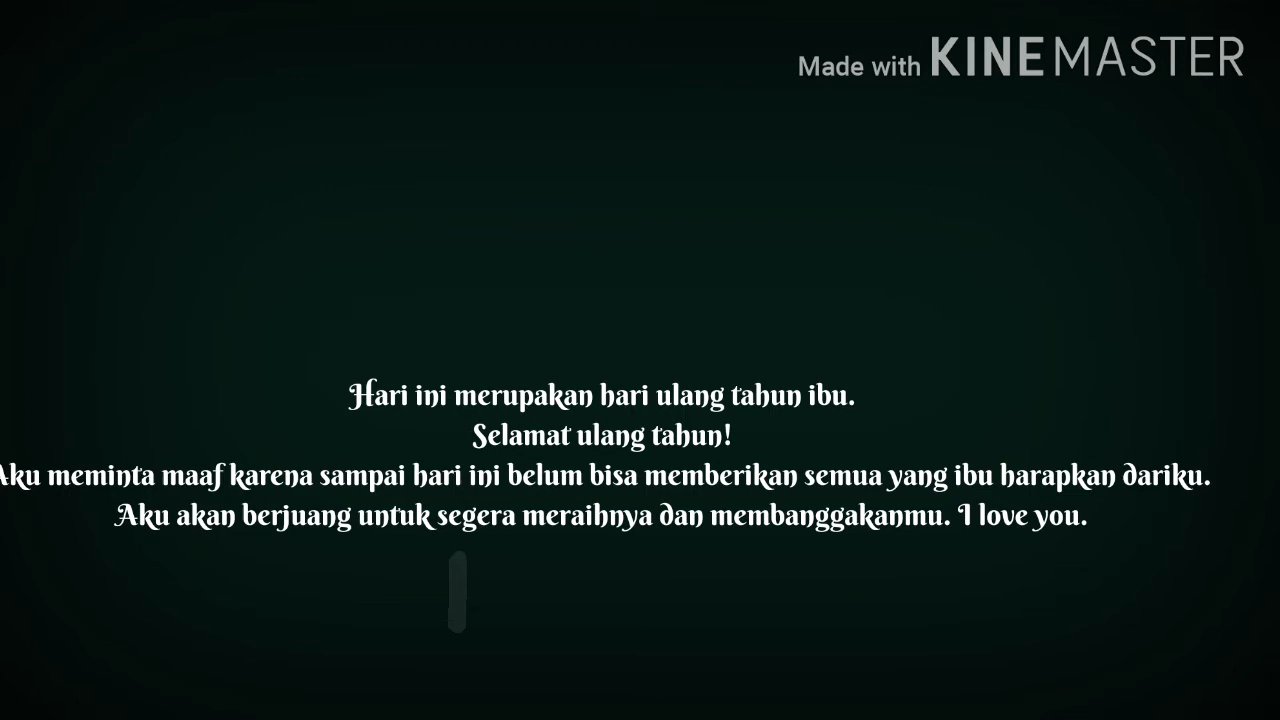 Made with KINEMASTER
Hari ini merupakan hari ulang tahun ibu.
Selamat ulang tahun!
Aku meminta maaf karena sampai hari ini belum bisa memberikan semua yang ibu harapkan dariku.
Aku akan berjuang untuk segera meraihnya dan membanggakanmu. I love you.